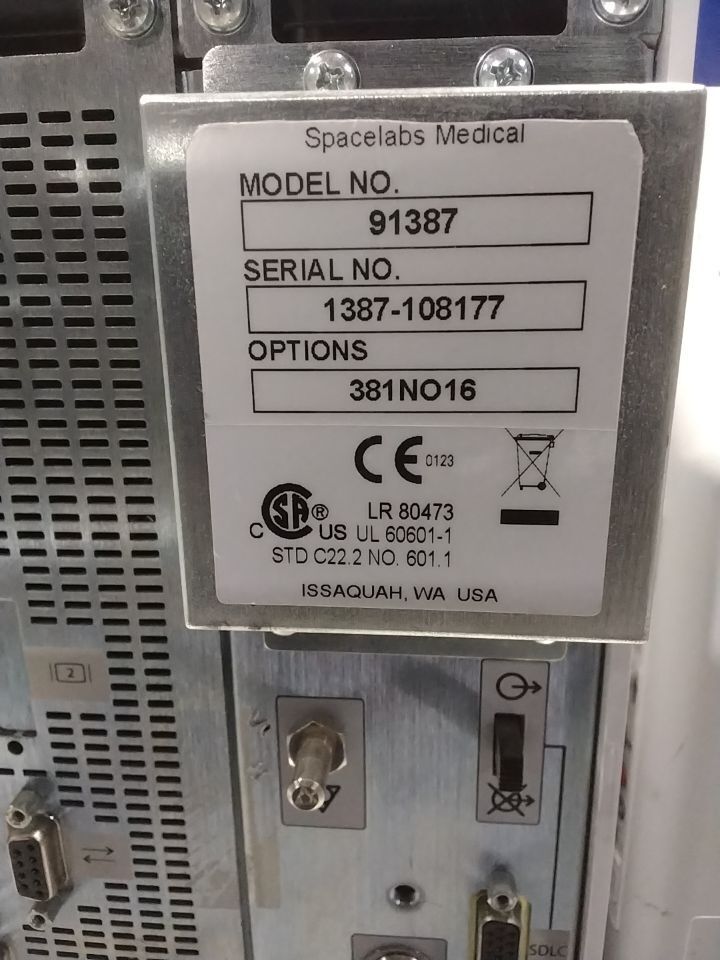 Spacelabs Medical
MODEL NO.
91387
SERIAL NO.
1387-108177
OPTIONS
381NO16
CE 0123
CSA® LR 80473
C US UL 60601-1
STD C22.2 NO. 601.1
ISSAQUAH, WA USA
2
SDLC